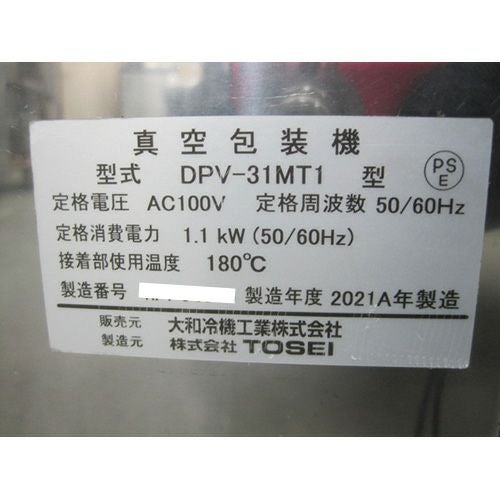 真空包装機
型式 DPV-31MT1 型
PS
E
定格電圧 AC100V 定格周波数 50/60Hz
定格消費電力 1.1 kW (50/60Hz)
接着部使用温度 180℃
製造番号 製造年度 2021A年製造
販売元 大和冷機工業株式会社
製造元 株式会社 TOSEI